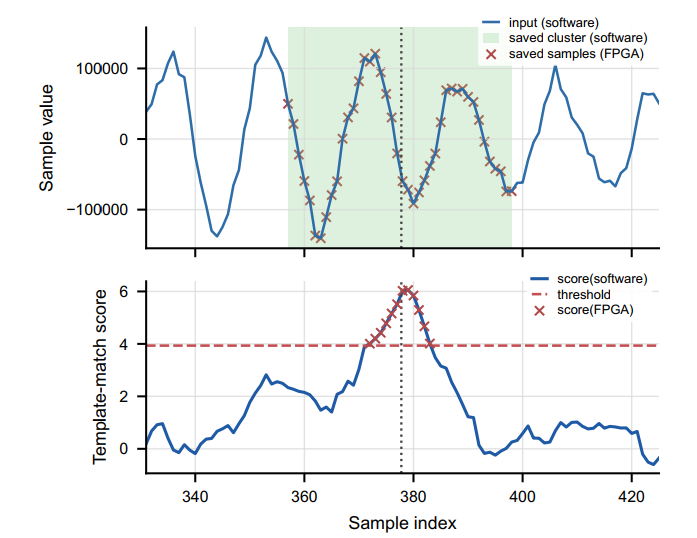 input (software)
saved cluster (software)
saved samples (FPGA)
100000
0
−100000
Sample value
score(software)
threshold
score(FPGA)
6
4
2
0
Template-match score
340
360
380
400
420
Sample index